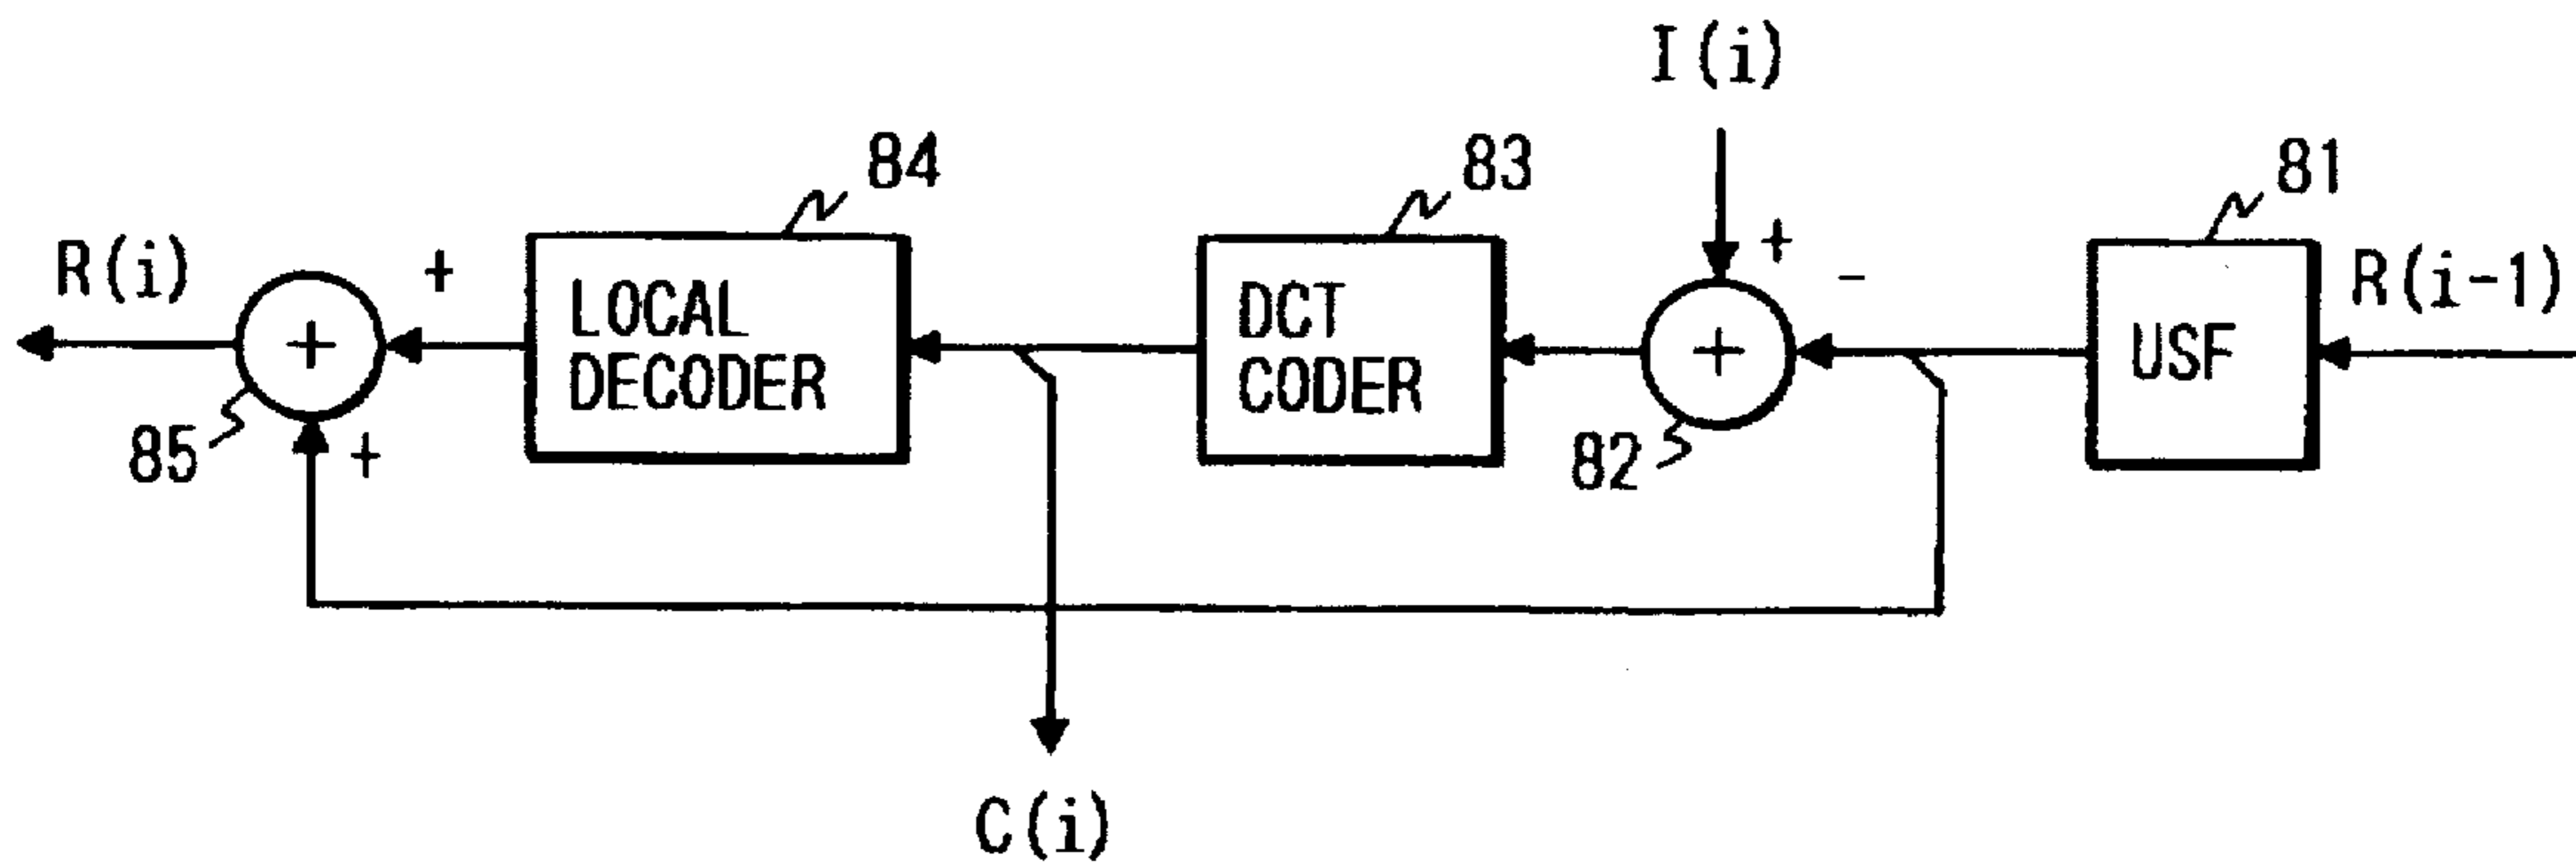 I(i)
84
83
81
R(i)
+
LOCAL
DECODER
DCT
CODER
+
-
USF
R(i-1)
+
+
85
+
82
C(i)